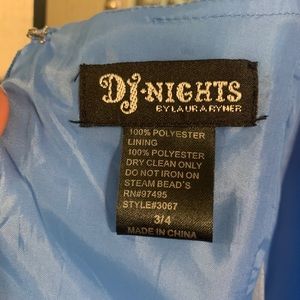 DJ·NIGHTS
BY LAURA RYNER
100% POLYESTER
LINING
100% POLYESTER
DRY CLEAN ONLY
DO NOT IRON ON
STEAM BEAD'S
RN#97495
STYLE#3067
3/4
MADE IN CHINA